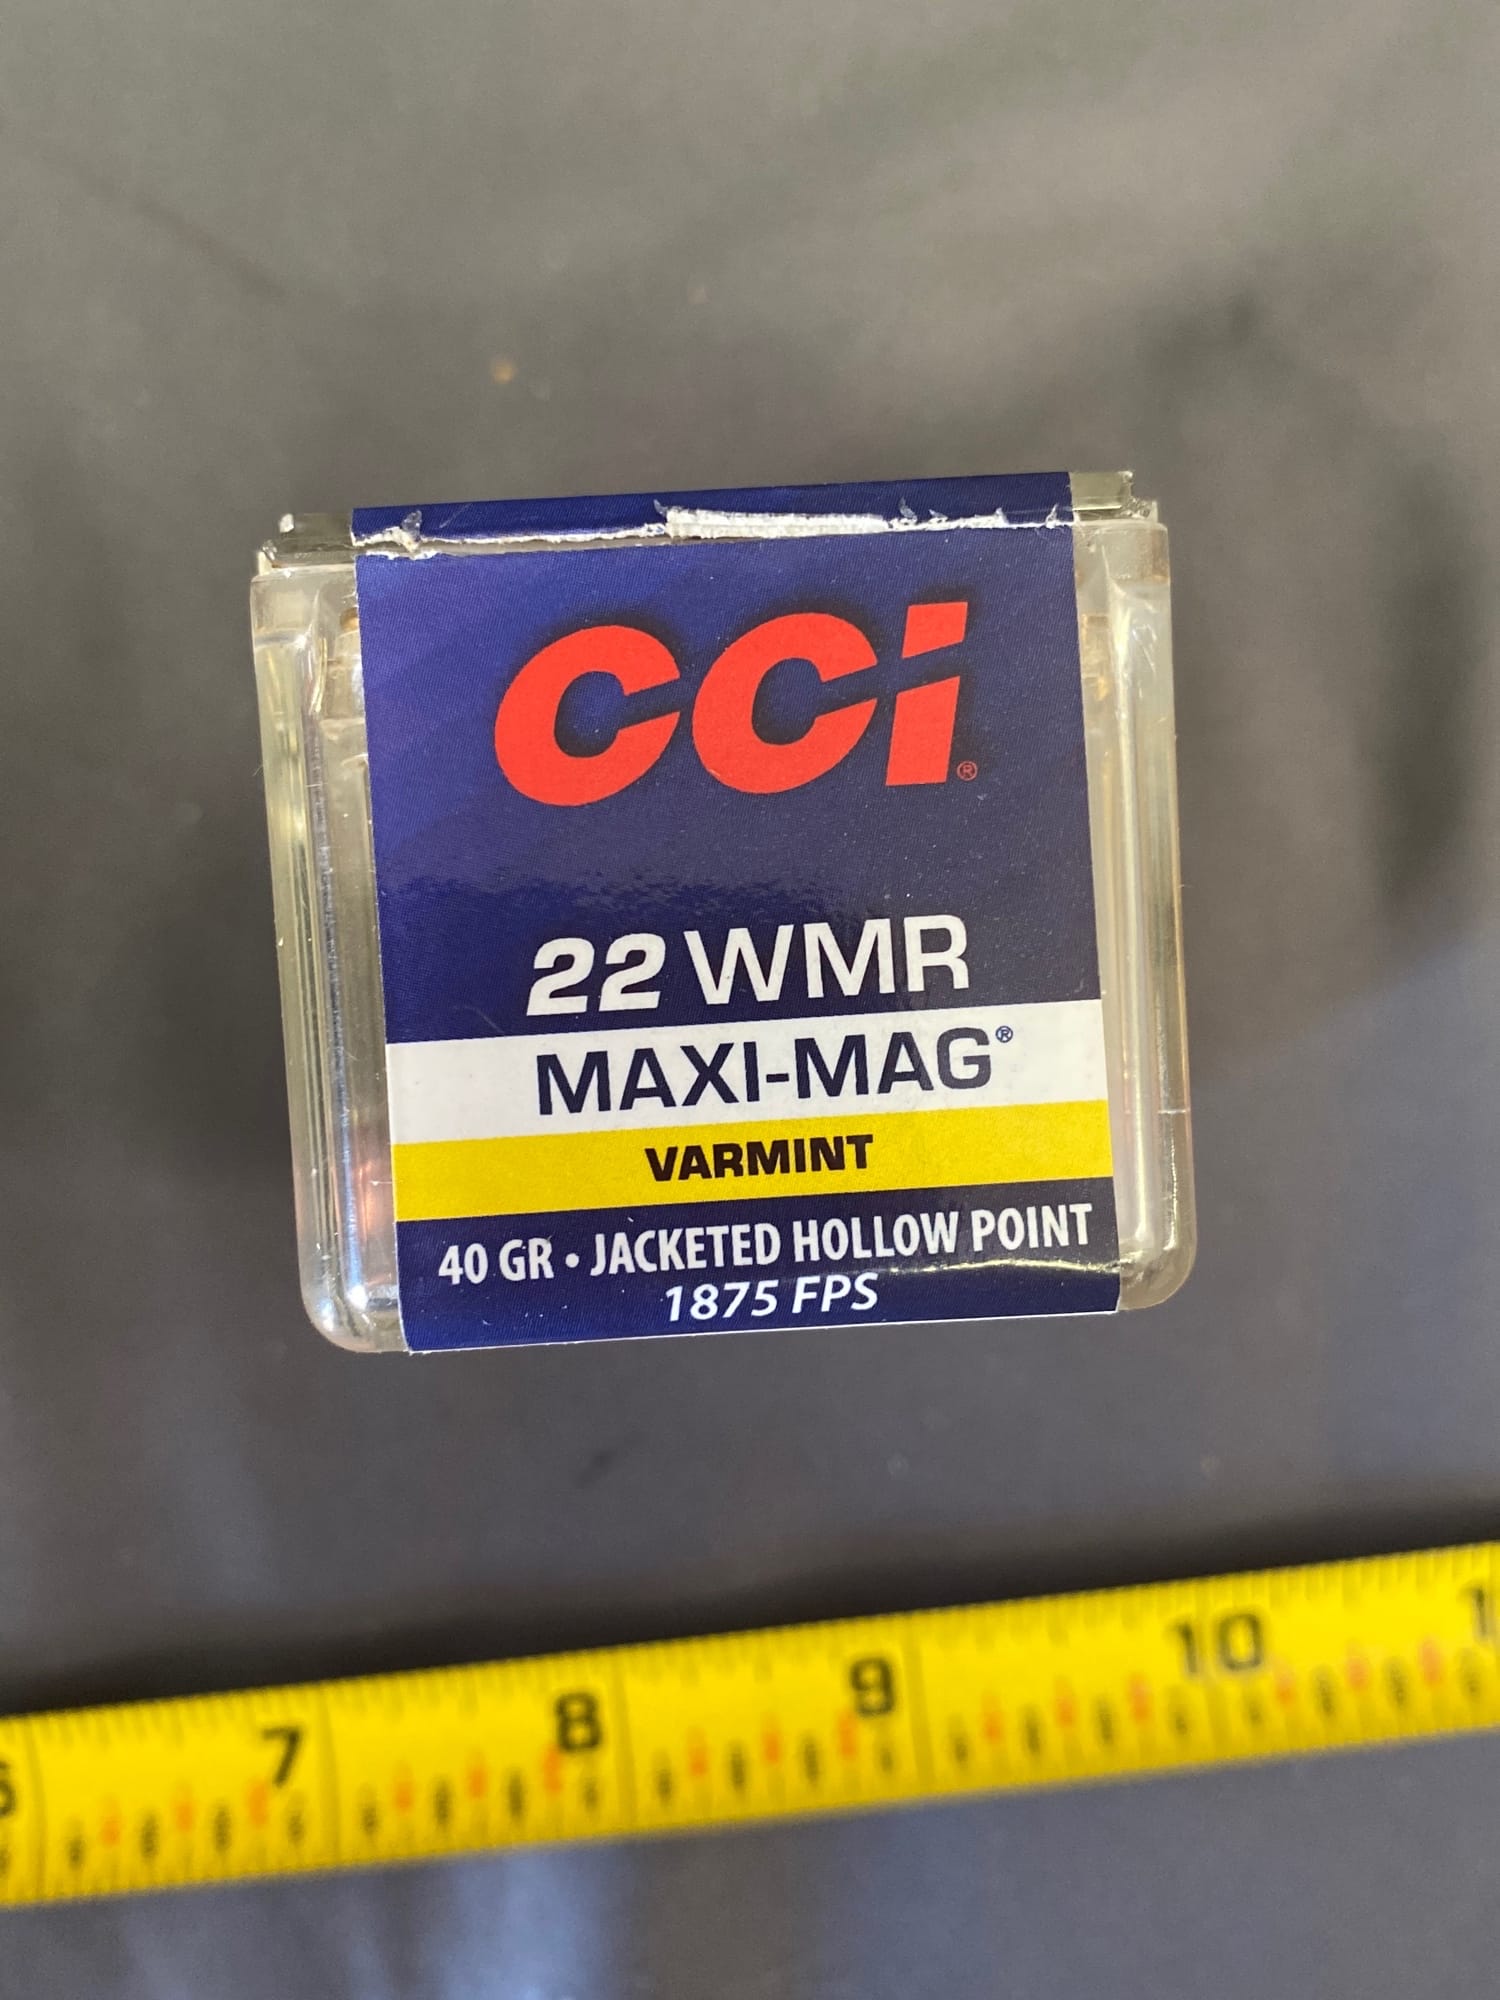 CCI®
22 WMR
MAXI-MAG®
VARMINT
40 GR • JACKETED HOLLOW POINT
1875 FPS
7 8 9 10